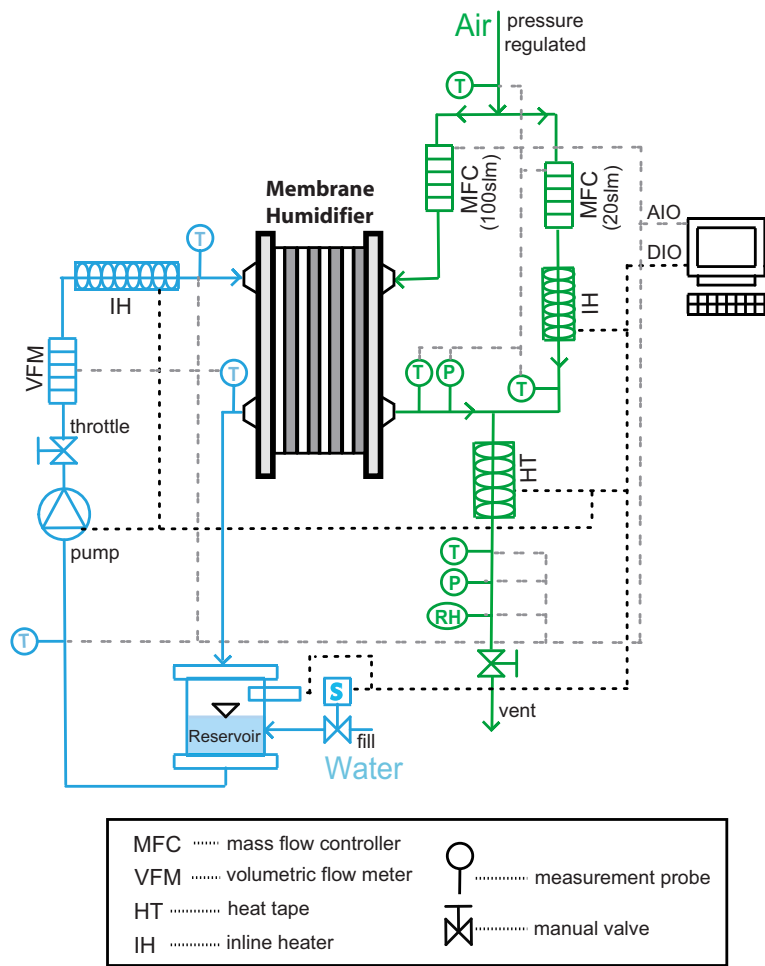 Air
pressure
regulated
T
MFC
(100slm)
MFC
(20slm)
Membrane
Humidifier
AIO
DIO
T
IH
IH
VFM
T
T
P
T
throttle
HT
pump
T
P
RH
T
S
vent
Reservoir
fill
Water
MFC mass flow controller
VFM volumetric flow meter
HT heat tape
IH inline heater
measurement probe
manual valve